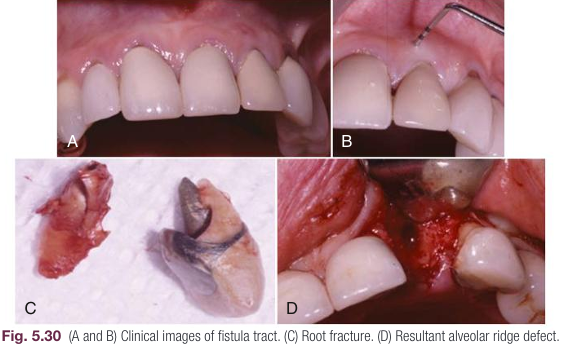 A
B
C
D
Fig. 5.30 (A and B) Clinical images of fistula tract. (C) Root fracture. (D) Resultant alveolar ridge defect.